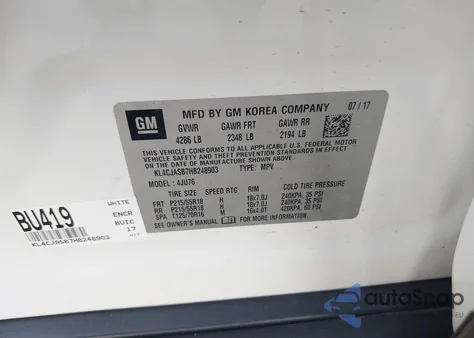 GM
MFD BY GM KOREA COMPANY 07/17
GVWR GAWR FRT GAWR RR
4286 LB 2348 LB 2194 LB
THIS VEHICLE CONFORMS TO ALL APPLICABLE U.S. FEDERAL MOTOR
VEHICLE SAFETY, BUMPER, AND THEFT PREVENTION STANDARDS IN EFFECT ON
THE DATE OF MANUFACTURE SHOWN ABOVE.
KL4CJASB7HB248903 TYPE: MPV
MODEL: 4JU76
TIRE SIZE SPEED RTG RIM COLD TIRE PRESSURE
FRT P215/55R18 H 18x7.0J 240KPA, 35 PSI
RR P215/55R18 H 18x7.0J 240KPA, 35 PSI
SPA T125/70R16 M 16x4.0T 420KPA, 60 PSI
SEE OWNER'S MANUAL FOR MORE INFORMATION.
WHITE
BU419
ENCR
BUIC
17
KL4CJASB7HB248903
autoSnap